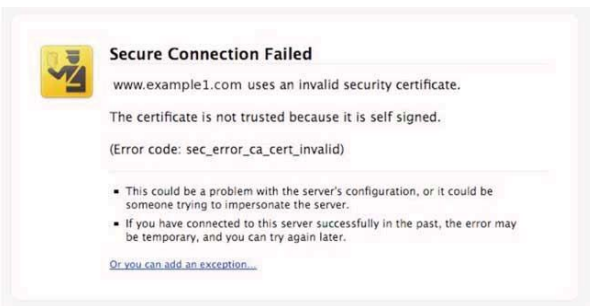 Secure Connection Failed
www.example1.com uses an invalid security certificate.
The certificate is not trusted because it is self signed.
(Error code: sec_error_ca_cert_invalid)
▪ This could be a problem with the server's configuration, or it could be
someone trying to impersonate the server.
▪ If you have connected to this server successfully in the past, the error may
be temporary, and you can try again later.
Or you can add an exception...